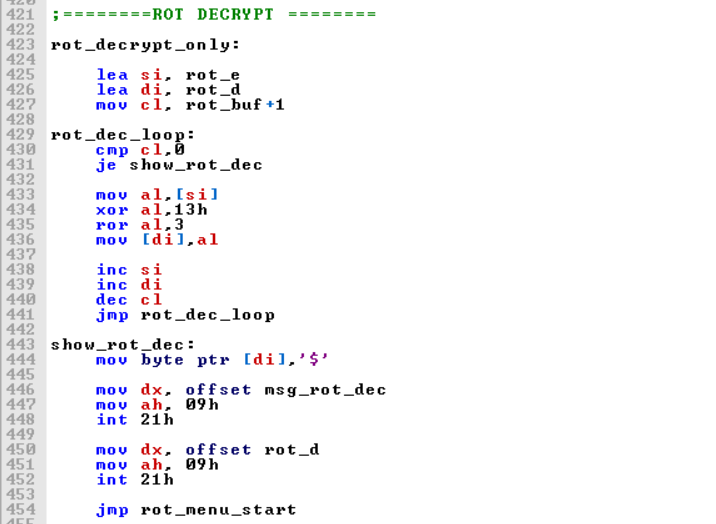 421 ;========ROT DECRYPT ========
422
423 rot_decrypt_only:
424
425 lea si, rot_e
426 lea di, rot_d
427 mov cl, rot_buf+1
428
429 rot_dec_loop:
430 cmp cl,0
431 je show_rot_dec
432
433 mov al,[si]
434 xor al,13h
435 ror al,3
436 mov [di],al
437
438 inc si
439 inc di
440 dec cl
441 jmp rot_dec_loop
442
443 show_rot_dec:
444 mov byte ptr [di],'$'
445
446 mov dx, offset msg_rot_dec
447 mov ah, 09h
448 int 21h
449
450 mov dx, offset rot_d
451 mov ah, 09h
452 int 21h
453
454 jmp rot_menu_start